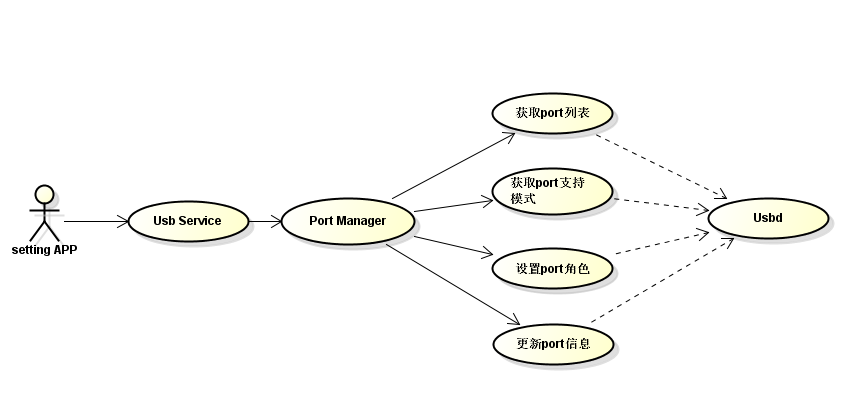 setting APP
Usb Service
Port Manager
获取port列表
获取port支持
模式
设置port角色
更新port信息
Usbd